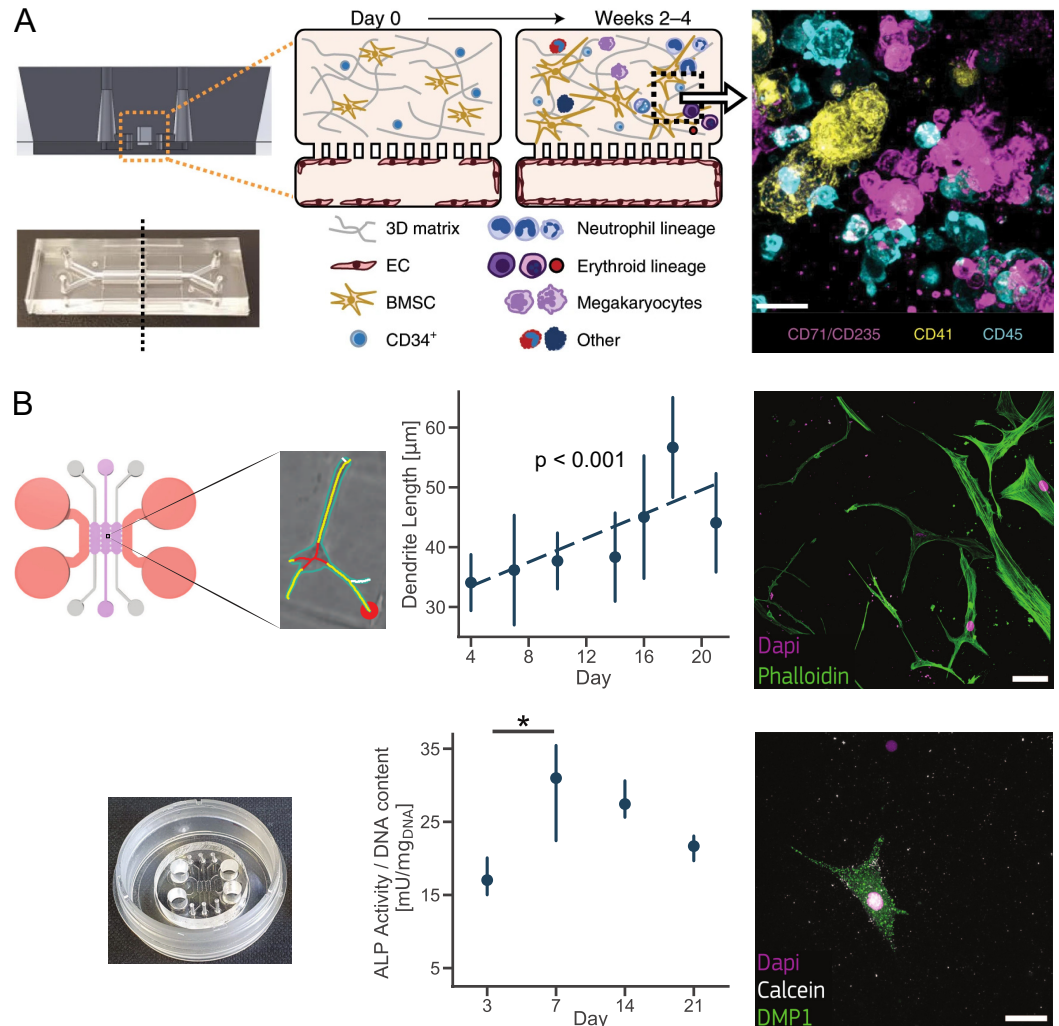 A
Day 0
Weeks 2–4
3D matrix
EC
BMSC
CD34⁺
Neutrophil lineage
Erythroid lineage
Megakaryocytes
Other
CD71/CD235 CD41 CD45
B
Dendrite Length [µm]
60
50
40
30
p < 0.001
4 8 12 16 20
Day
Dapi
Phalloidin
ALP Activity / DNA content
[mU/mgDNA]
35
25
15
5
*
3 7 14 21
Day
Dapi
Calcein
DMP1